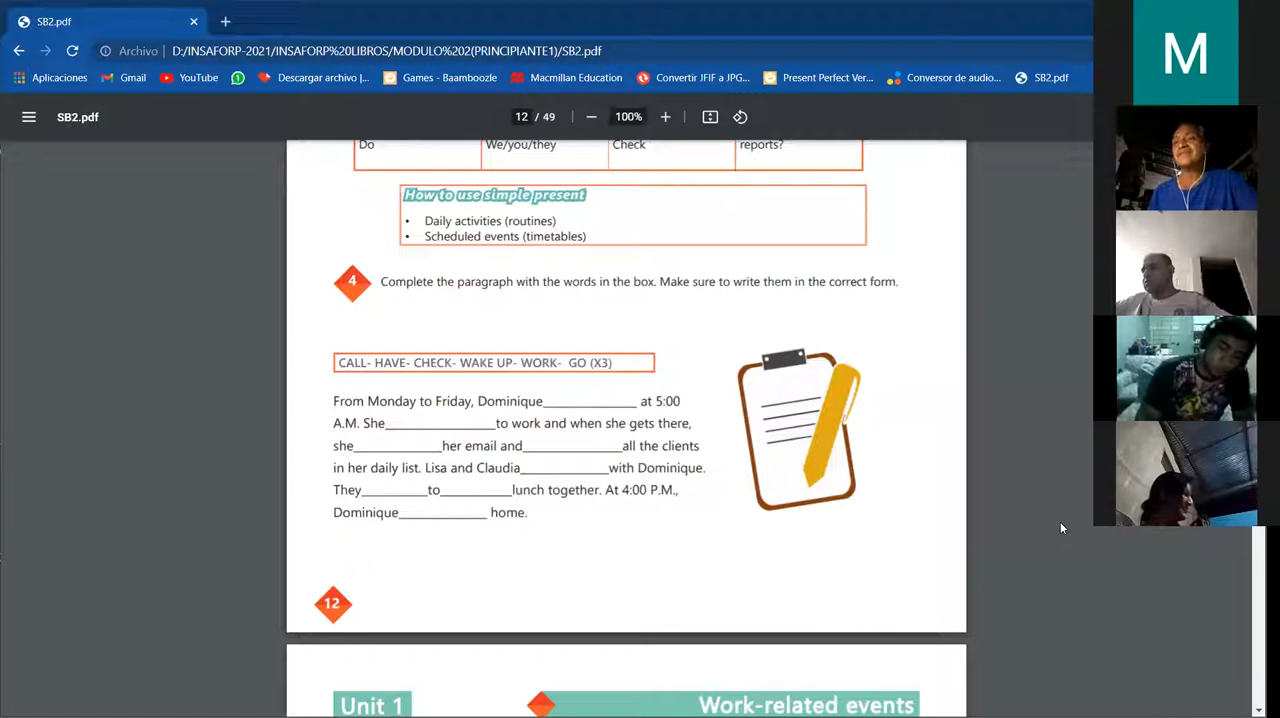 SB2.pdf
Archivo
D:/INSAFORP-2021/INSAFORP%20LIBROS/MODULO%202(PRINCIPIANTE1)/SB2.pdf
Aplicaciones
Gmail
YouTube
Descargar archivo |...
Games - Baamboozle
Macmillan Education
Convertir JFIF a JPG...
Present Perfect Ver...
Conversor de audio...
SB2.pdf
SB2.pdf
12 / 49
100%
M
Do We/you/they Check reports?
How to use simple present
• Daily activities (routines)
• Scheduled events (timetables)
4 Complete the paragraph with the words in the box. Make sure to write them in the correct form.
CALL- HAVE- CHECK- WAKE UP- WORK- GO (X3)
From Monday to Friday, Dominique______________ at 5:00
A.M. She________________to work and when she gets there,
she_____________her email and_______________all the clients
in her daily list. Lisa and Claudia_____________with Dominique.
They__________to___________lunch together. At 4:00 P.M.,
Dominique_____________ home.
12
Unit 1
Work-related events